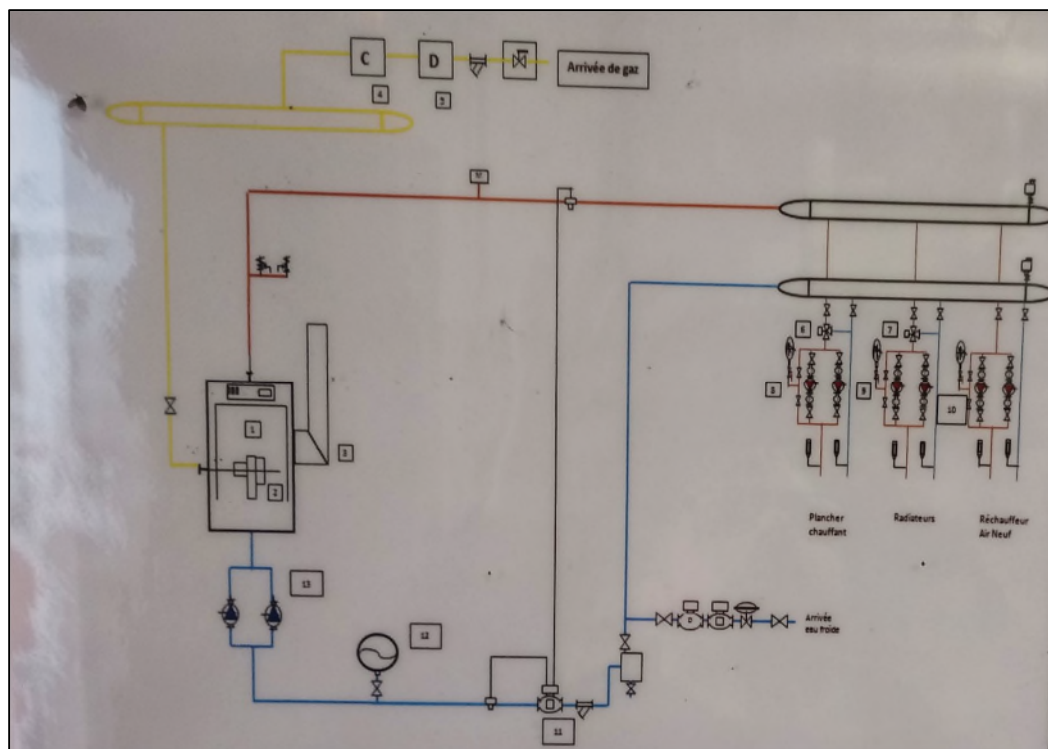 C
D
Arrivée de gaz
4
5
6
7
8
9
10
1
3
2
Plancher
chauffant
Radiateurs
Réchauffeur
Air Neuf
13
Arrivée
eau froide
12
11